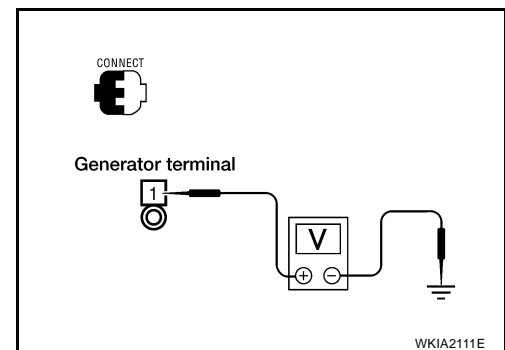 CONNECT
Generator terminal
1
V
+ −
WKIA2111E